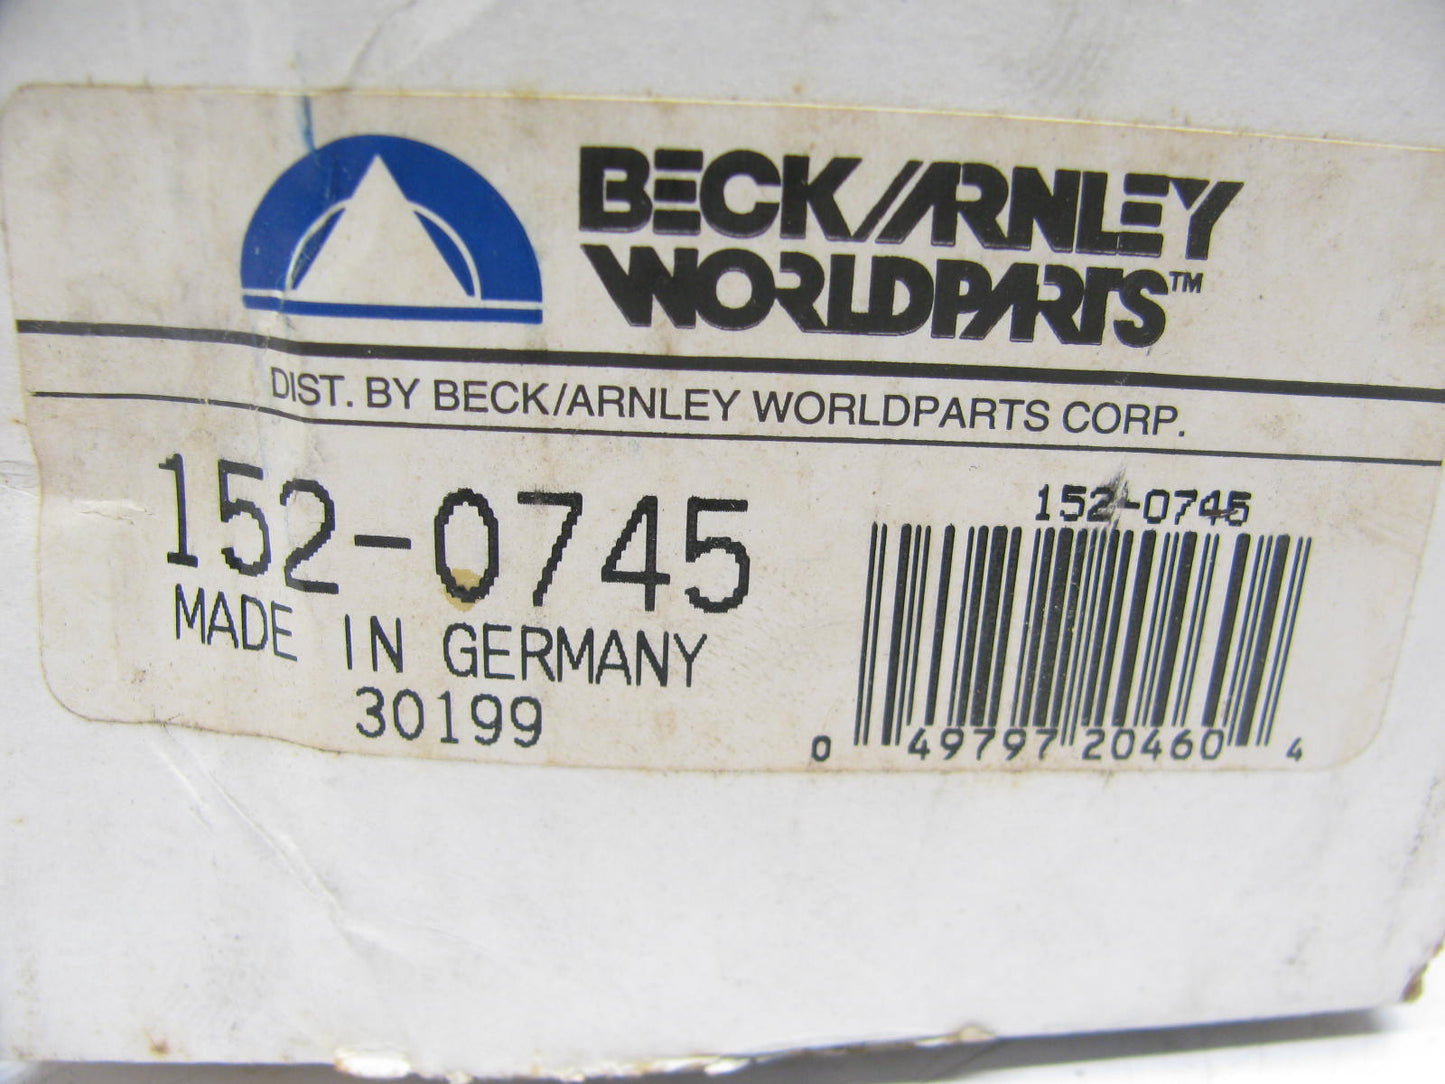 BECK/ARNLEY
WORLDPARTS™
DIST. BY BECK/ARNLEY WORLDPARTS CORP.
152-0745
MADE IN GERMANY
30199
152-0745
0 49797 20460 4